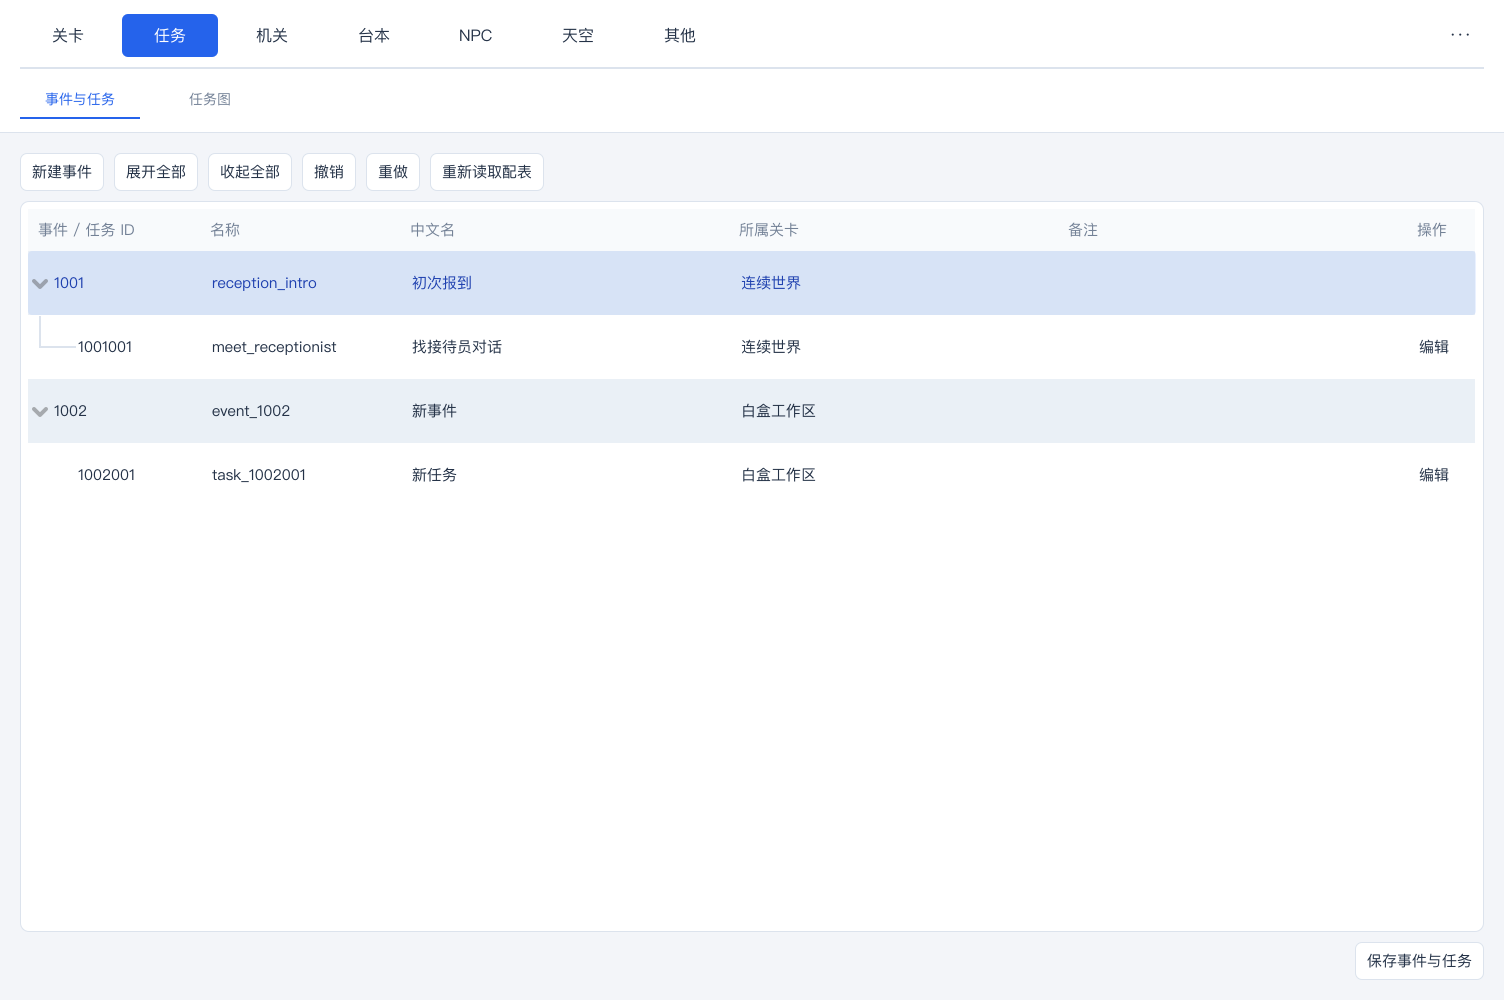 关卡 任务 机关 台本 NPC 天空 其他 ···
事件与任务 任务图
新建事件 展开全部 收起全部 撤销 重做 重新读取配表
事件 / 任务 ID 名称 中文名 所属关卡 备注 操作
1001 reception_intro 初次报到 连续世界
1001001 meet_receptionist 找接待员对话 连续世界 编辑
1002 event_1002 新事件 白盒工作区
1002001 task_1002001 新任务 白盒工作区 编辑
保存事件与任务